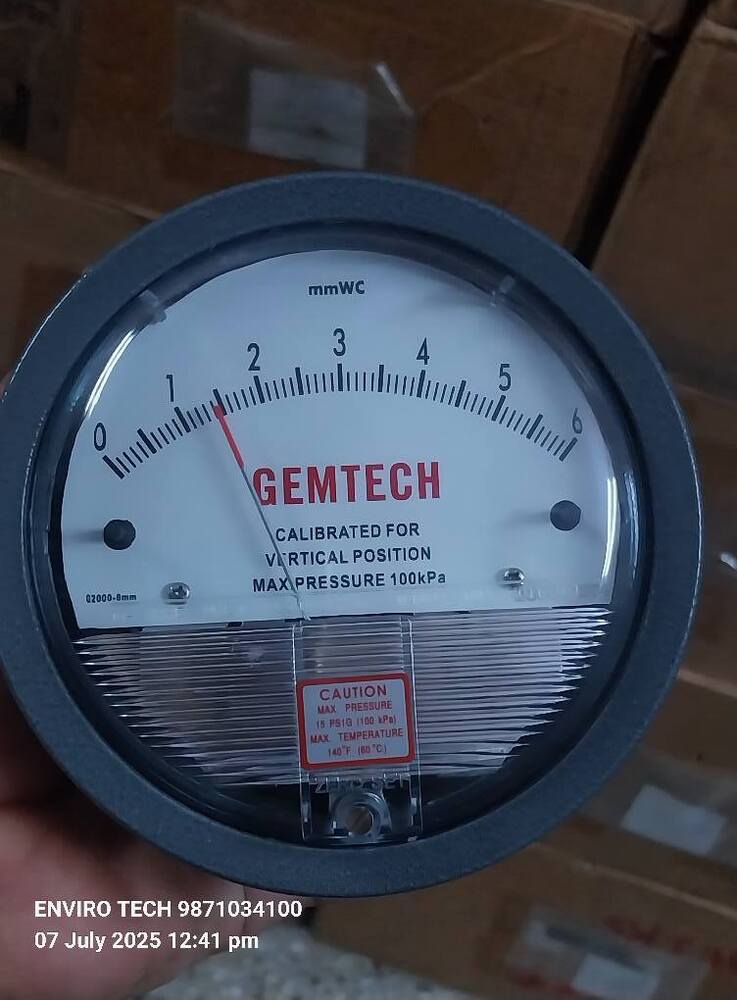 mmWC
0 1 2 3 4 5 6
GEMTECH
CALIBRATED FOR
VERTICAL POSITION
MAX.PRESSURE 100kPa
G2000-6mm
CAUTION
MAX PRESSURE
15 PSIG (100 kPa)
MAX. TEMPERATURE
140°F (60°C)
ZERO SET
ENVIRO TECH 9871034100
07 July 2025 12:41 pm